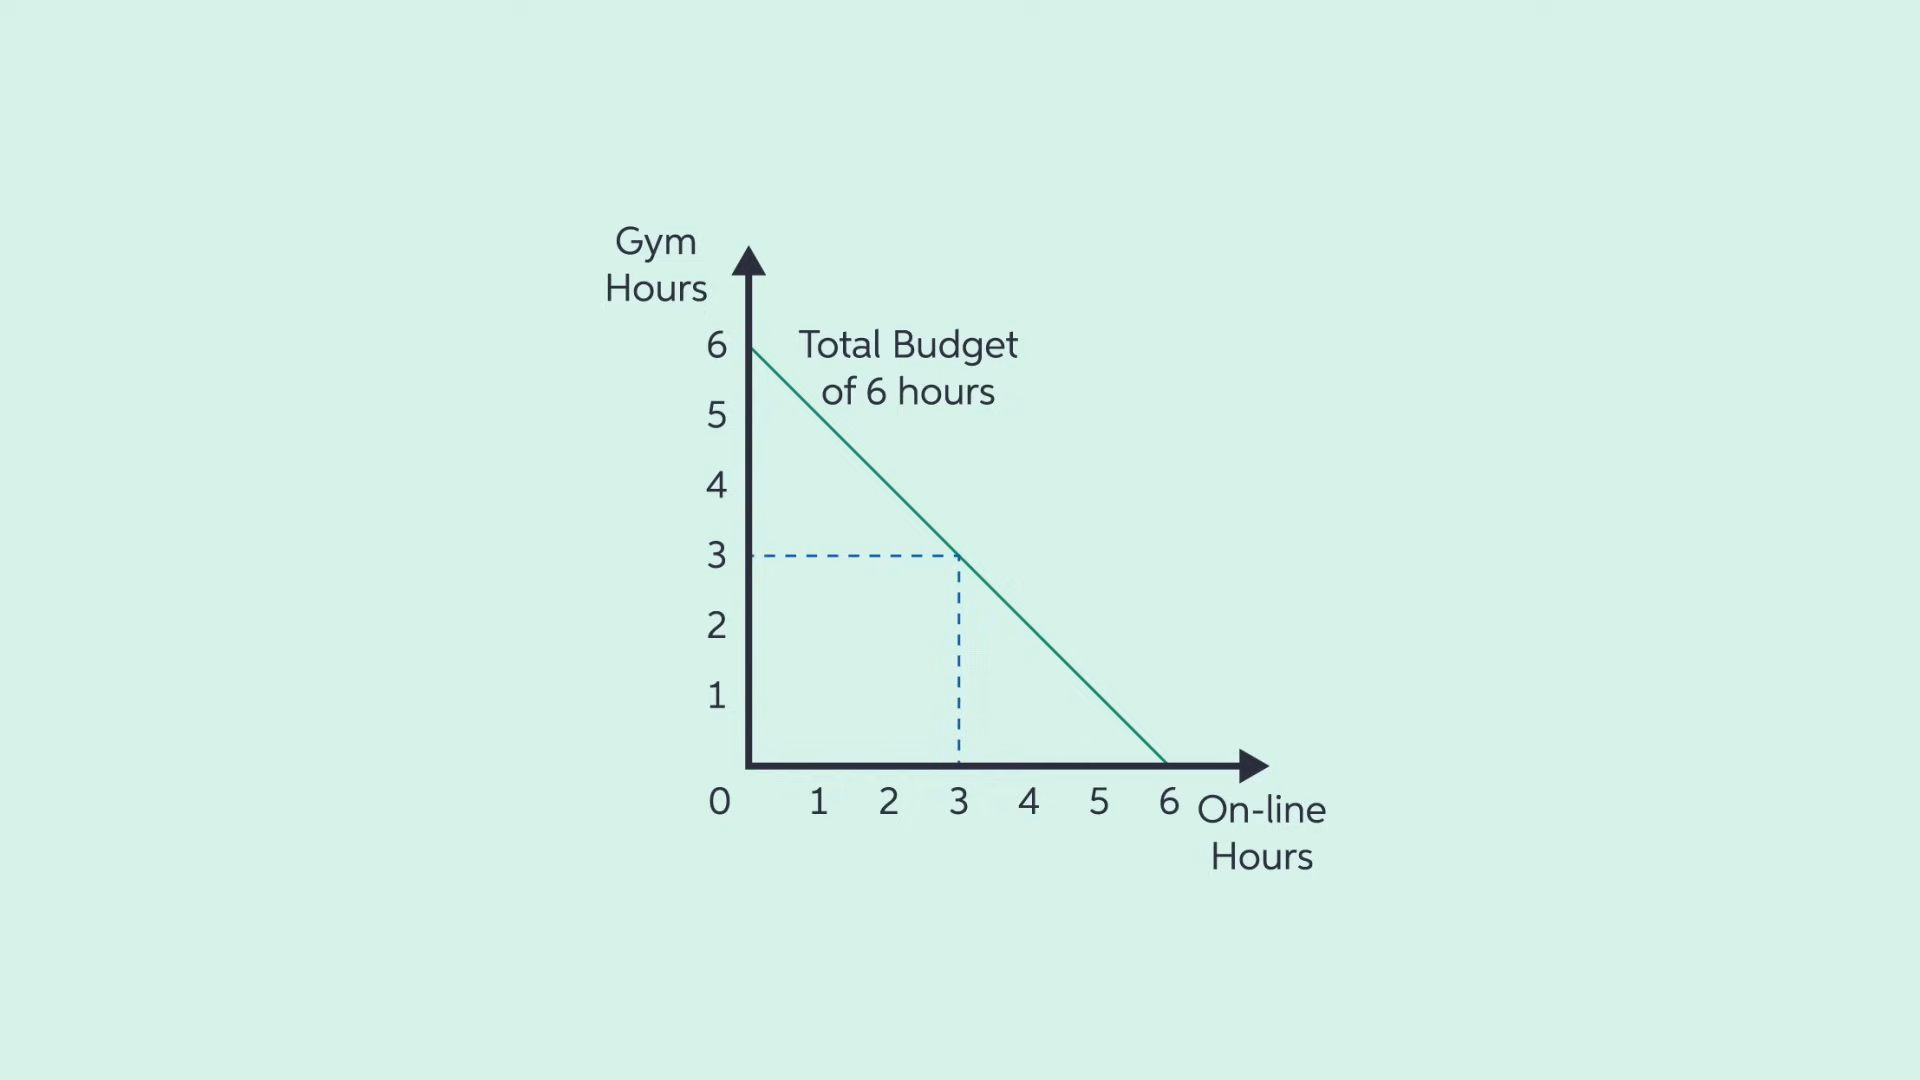 Gym
Hours
Total Budget
of 6 hours
6
5
4
3
2
1
0 1 2 3 4 5 6
On-line
Hours